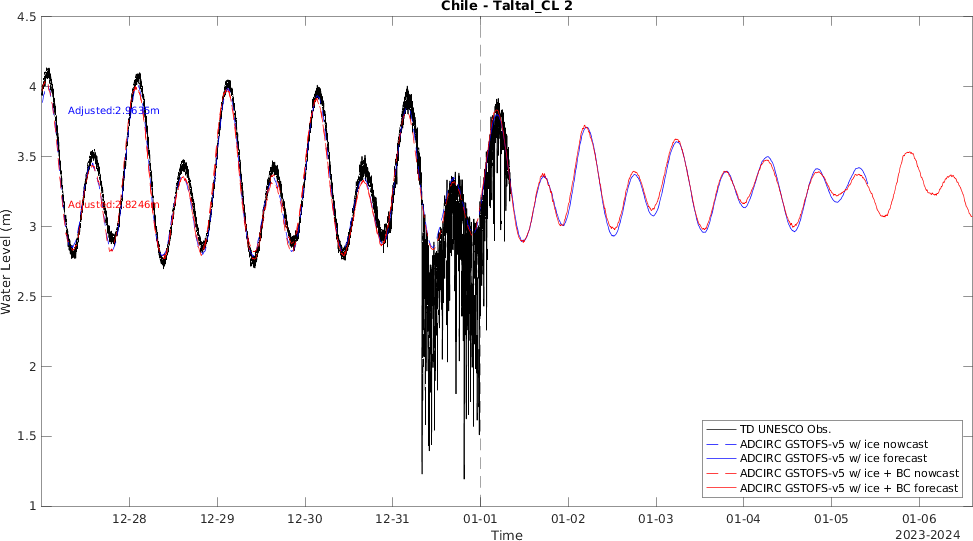 Chile - Taltal_CL 2
4.5
4
3.5
3
2.5
2
1.5
1
Water Level (m)
Adjusted:2.9635m
Adjusted:2.8246m
TD UNESCO Obs.
ADCIRC GSTOFS-v5 w/ ice nowcast
ADCIRC GSTOFS-v5 w/ ice forecast
ADCIRC GSTOFS-v5 w/ ice + BC nowcast
ADCIRC GSTOFS-v5 w/ ice + BC forecast
12-28 12-29 12-30 12-31 01-01 01-02 01-03 01-04 01-05 01-06
Time
2023-2024